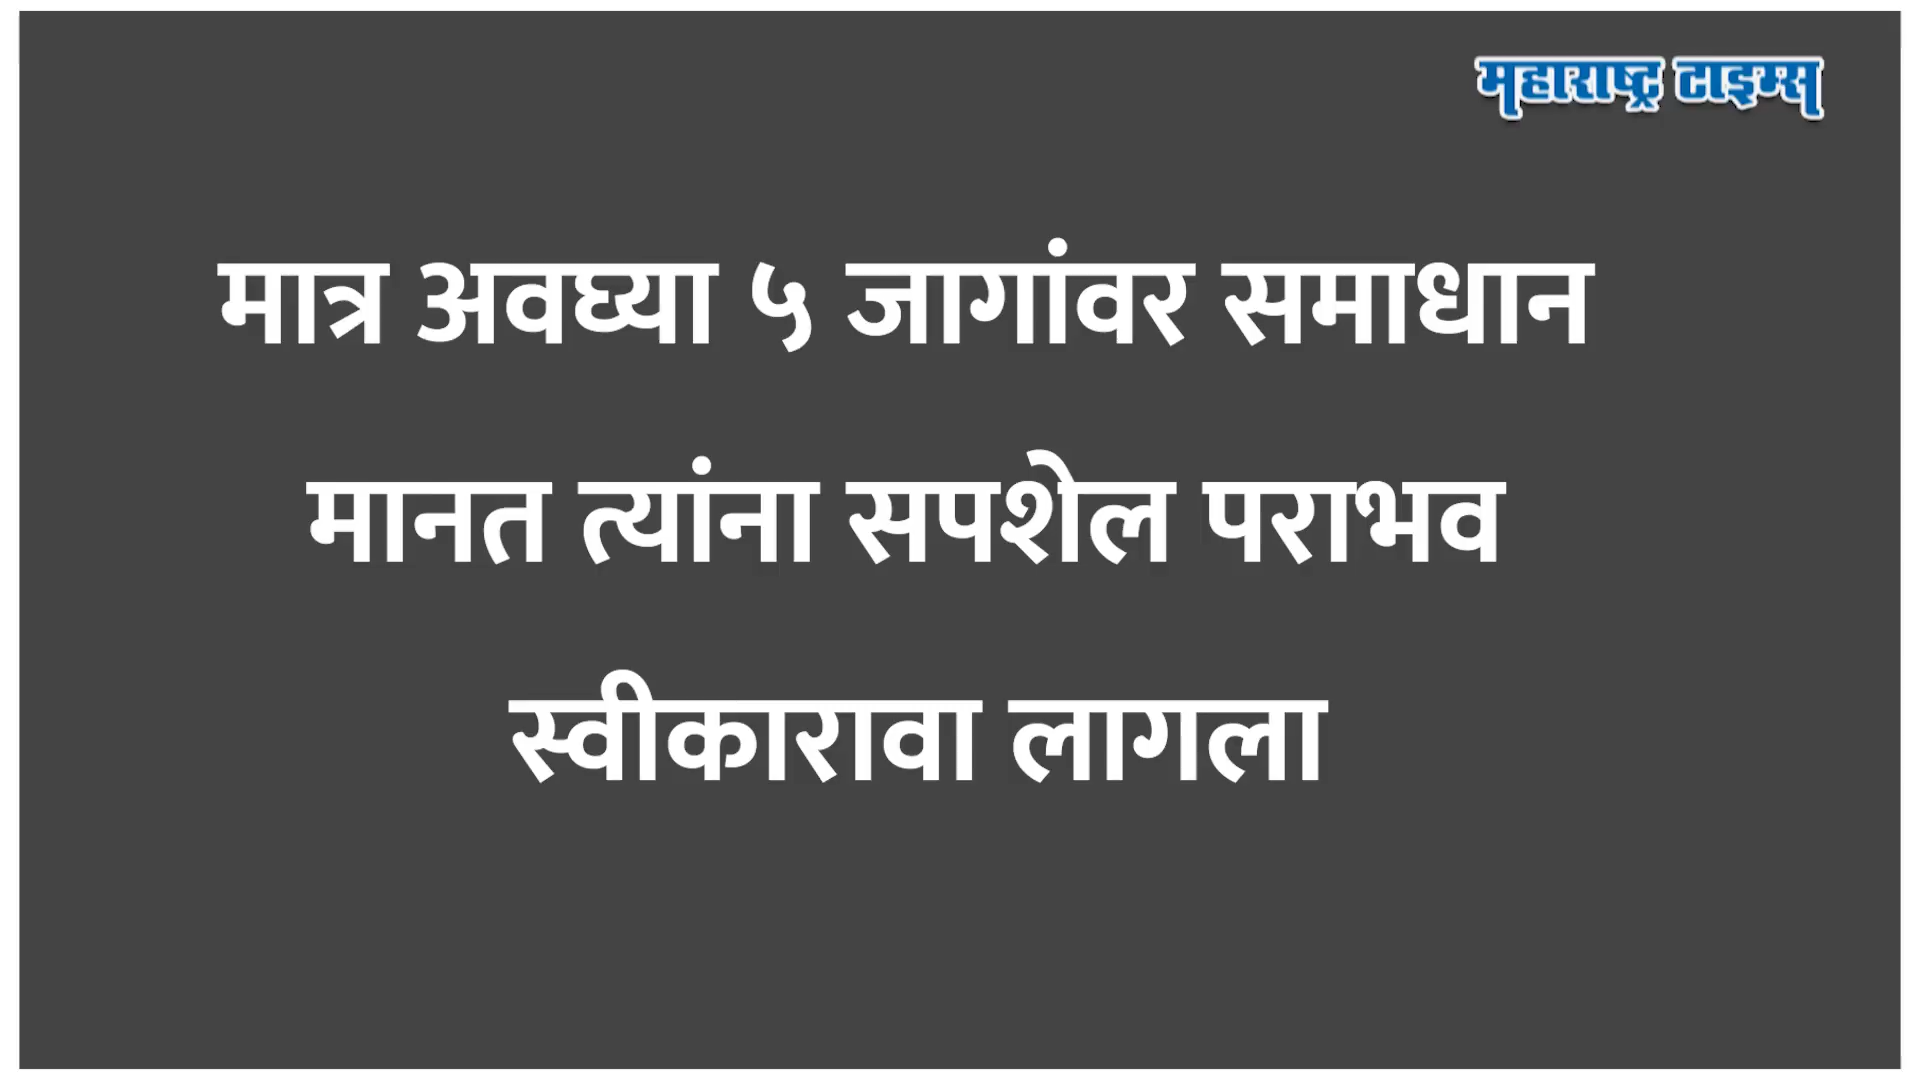 महाराष्ट्र टाइम्स
मात्र अवघ्या ५ जागांवर समाधान
मानत त्यांना सपशेल पराभव
स्वीकारावा लागला